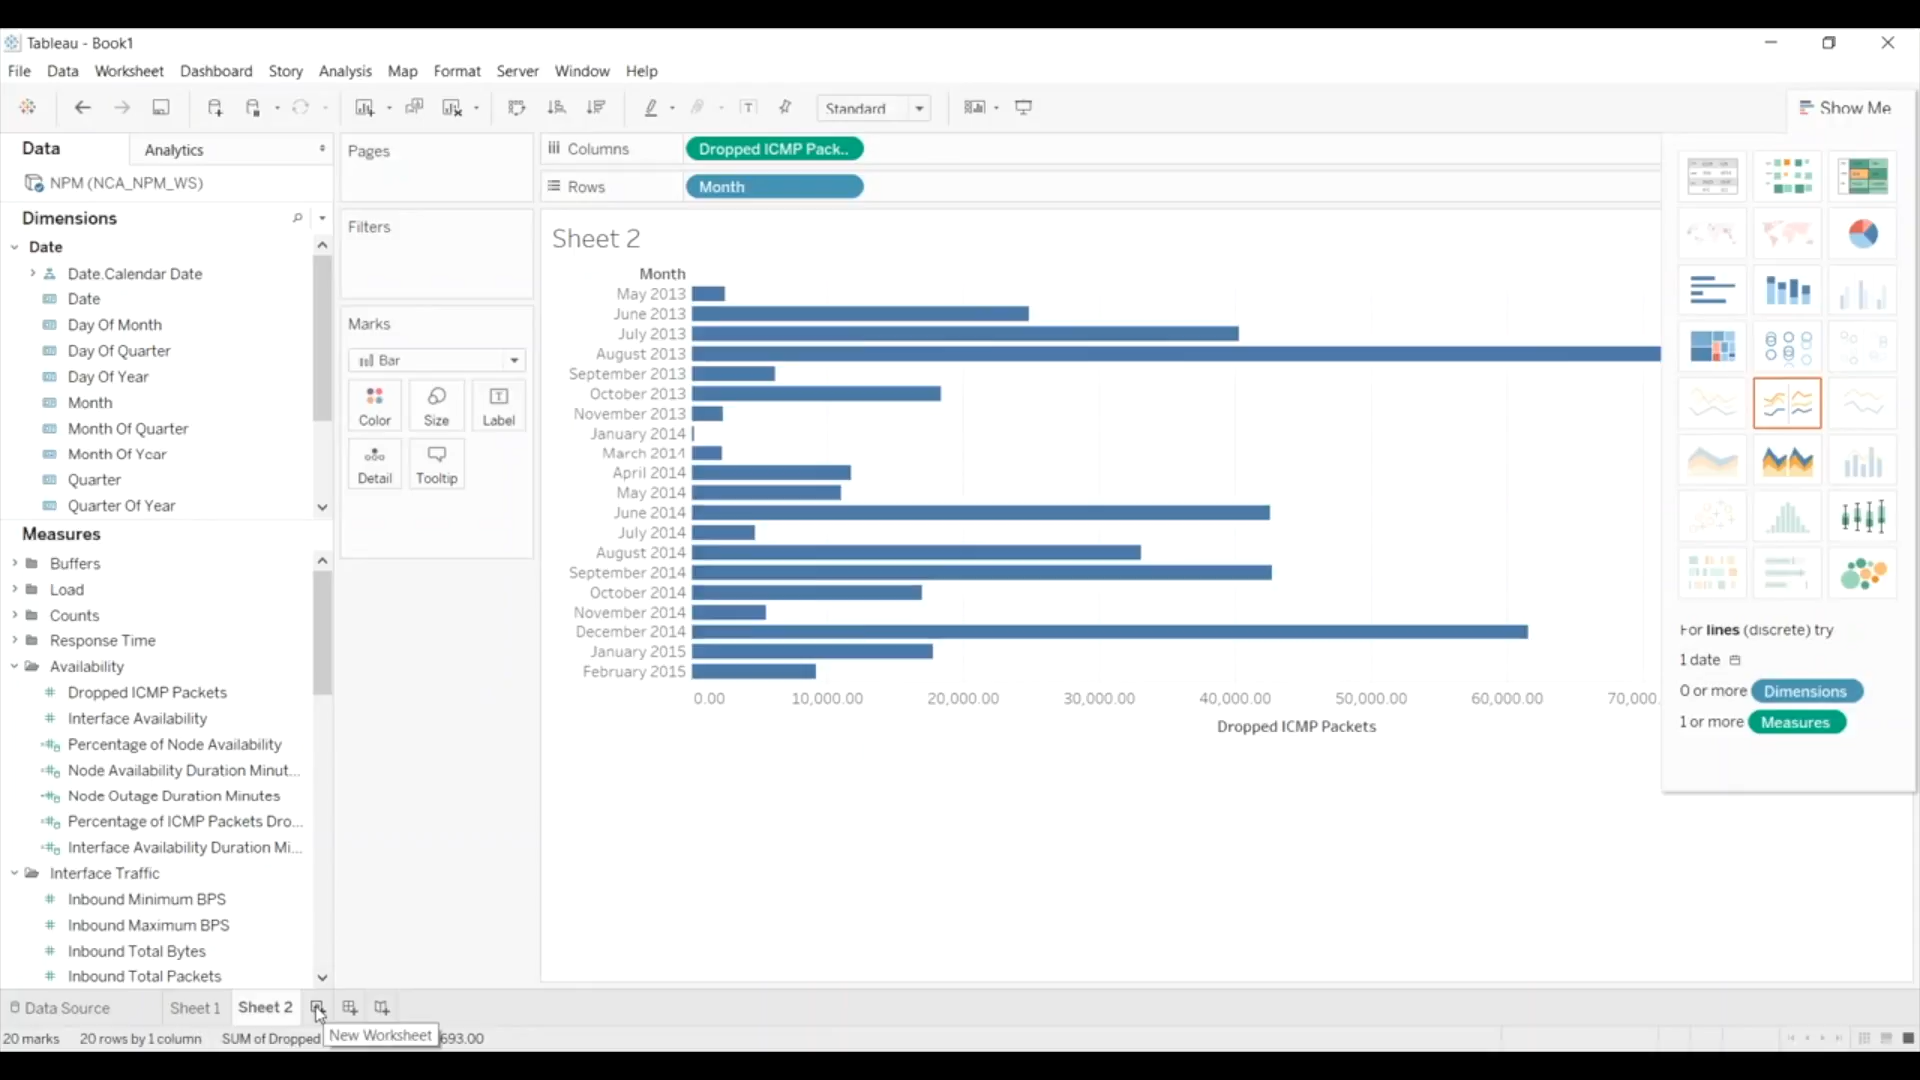 Tableau - Book1
File Data Worksheet Dashboard Story Analysis Map Format Server Window Help
Standard
Show Me
Data
Analytics
NPM (NCA_NPM_WS)
Dimensions
Date
Date.Calendar Date
Date
Day Of Month
Day Of Quarter
Day Of Year
Month
Month Of Quarter
Month Of Year
Quarter
Quarter Of Year
Measures
Buffers
Load
Counts
Response Time
Availability
Dropped ICMP Packets
Interface Availability
Percentage of Node Availability
Node Availability Duration Minut...
Node Outage Duration Minutes
Percentage of ICMP Packets Dro...
Interface Availability Duration Mi...
Interface Traffic
Inbound Minimum BPS
Inbound Maximum BPS
Inbound Total Bytes
Inbound Total Packets
Pages
Filters
Marks
Bar
Color Size Label
Detail Tooltip
Columns Dropped ICMP Pack..
Rows Month
Sheet 2
Month
May 2013
June 2013
July 2013
August 2013
September 2013
October 2013
November 2013
January 2014
March 2014
April 2014
May 2014
June 2014
July 2014
August 2014
September 2014
October 2014
November 2014
December 2014
January 2015
February 2015
0.00 10,000.00 20,000.00 30,000.00 40,000.00 50,000.00 60,000.00 70,000.
Dropped ICMP Packets
For lines (discrete) try
1 date
0 or more Dimensions
1 or more Measures
Data Source Sheet 1 Sheet 2
New Worksheet
20 marks 20 rows by 1 column SUM of Dropped 693.00